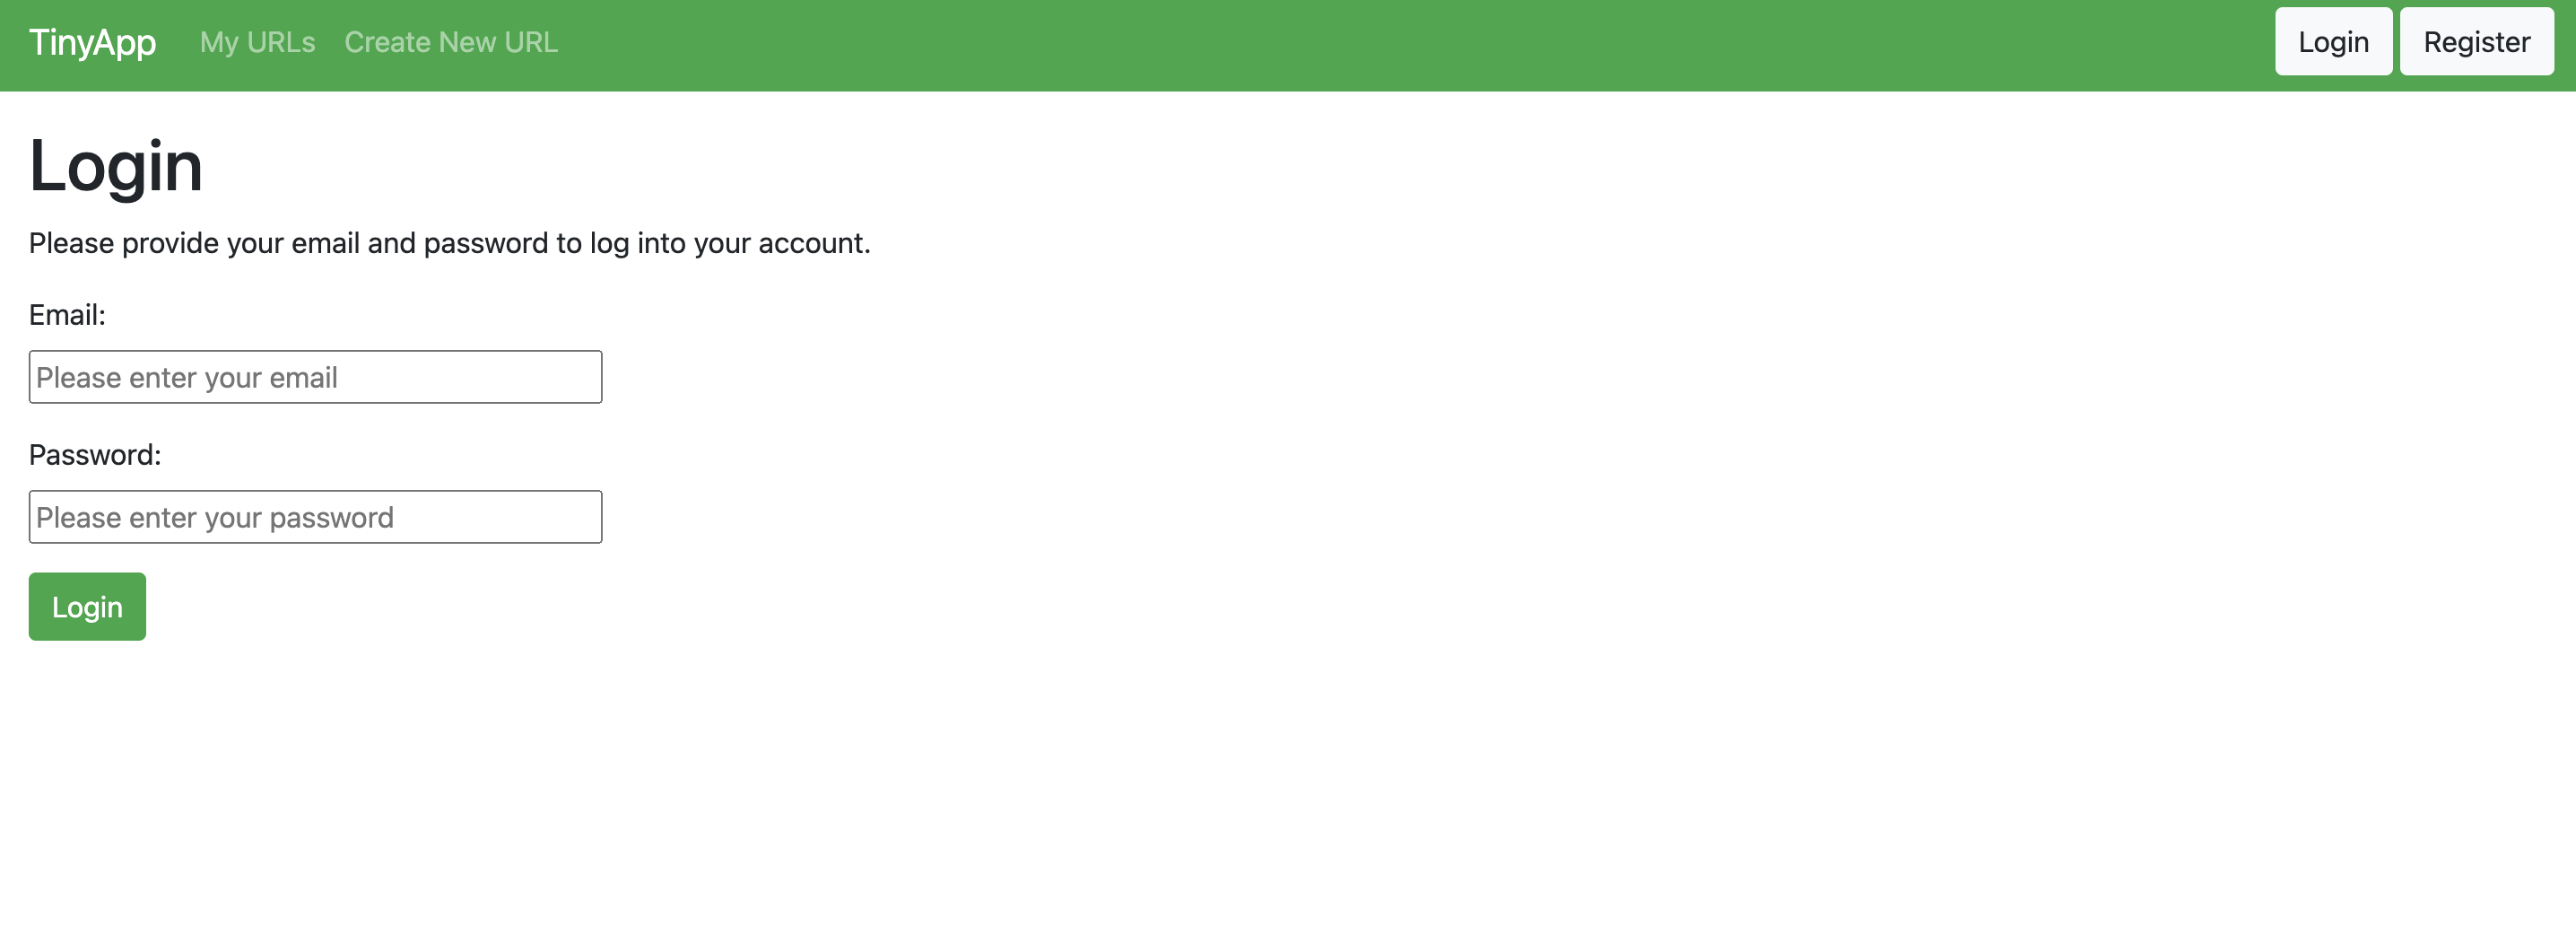 TinyApp My URLs Create New URL Login Register
Login
Please provide your email and password to log into your account.
Email:
Please enter your email
Password:
Please enter your password
Login